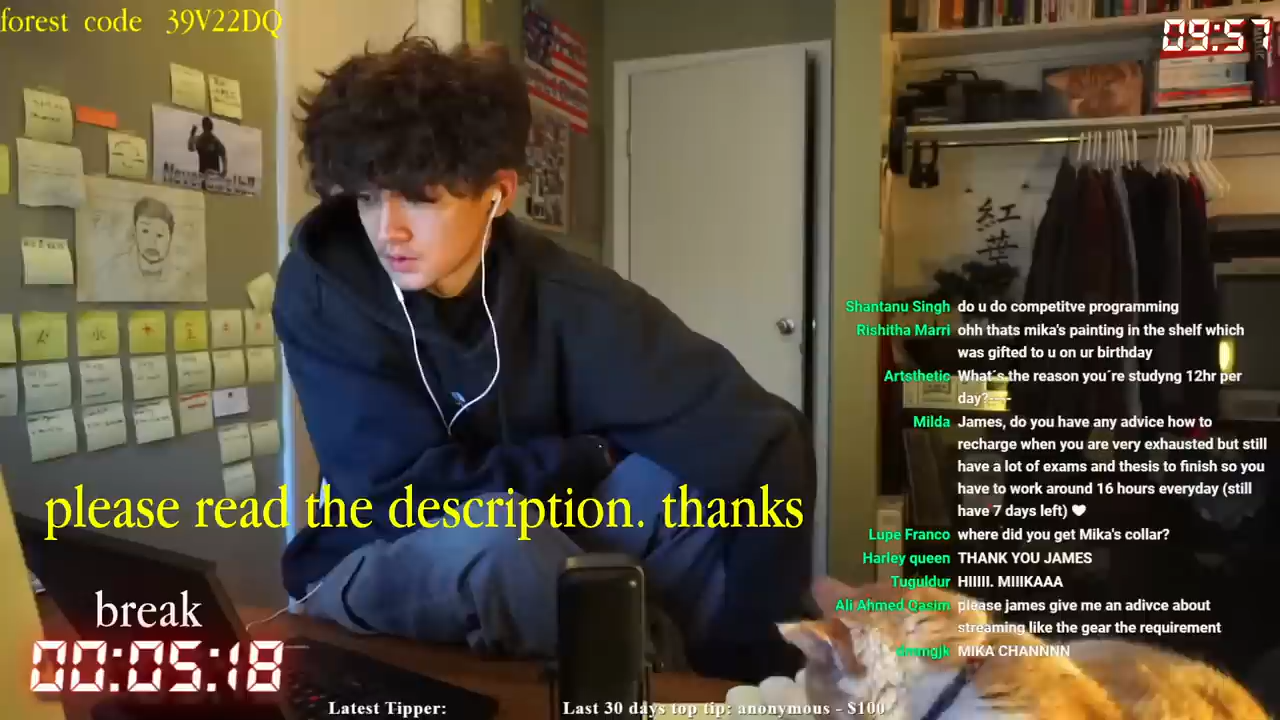 forest code 39V22DQ
09:57
紅
葉
Shantanu Singh do u do competitve programming
Rishitha Marri ohh thats mika's painting in the shelf which
was gifted to u on ur birthday
Artsthetic What´s the reason you´re studyng 12hr per
day?----
Milda James, do you have any advice how to
recharge when you are very exhausted but still
have a lot of exams and thesis to finish so you
have to work around 16 hours everyday (still
have 7 days left) ♥
Lupe Franco where did you get Mika's collar?
Harley queen THANK YOU JAMES
Tuguldur HIIIII. MIIIKAAA
Ali Ahmed Qasim please james give me an adivce about
streaming like the gear the requirement
MIKA CHANNNN
please read the description. thanks
break
00:05:18
Latest Tipper: Last 30 days top tip: anonymous - $100